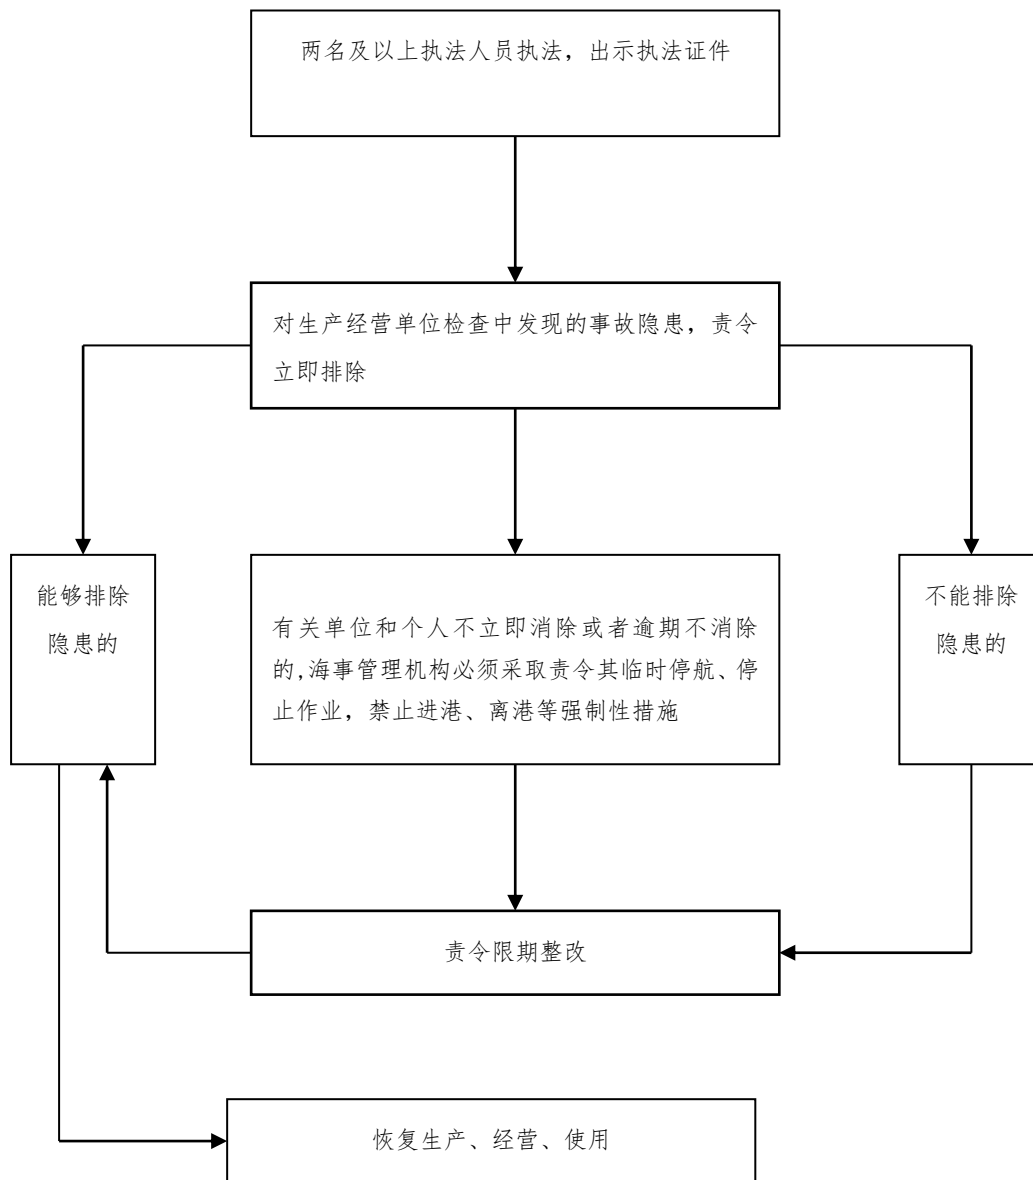 两名及以上执法人员执法，出示执法证件
对生产经营单位检查中发现的事故隐患，责令
立即排除
能够排除
隐患的
有关单位和个人不立即消除或者逾期不消除
的,海事管理机构必须采取责令其临时停航、停
止作业，禁止进港、离港等强制性措施
不能排除
隐患的
责令限期整改
恢复生产、经营、使用